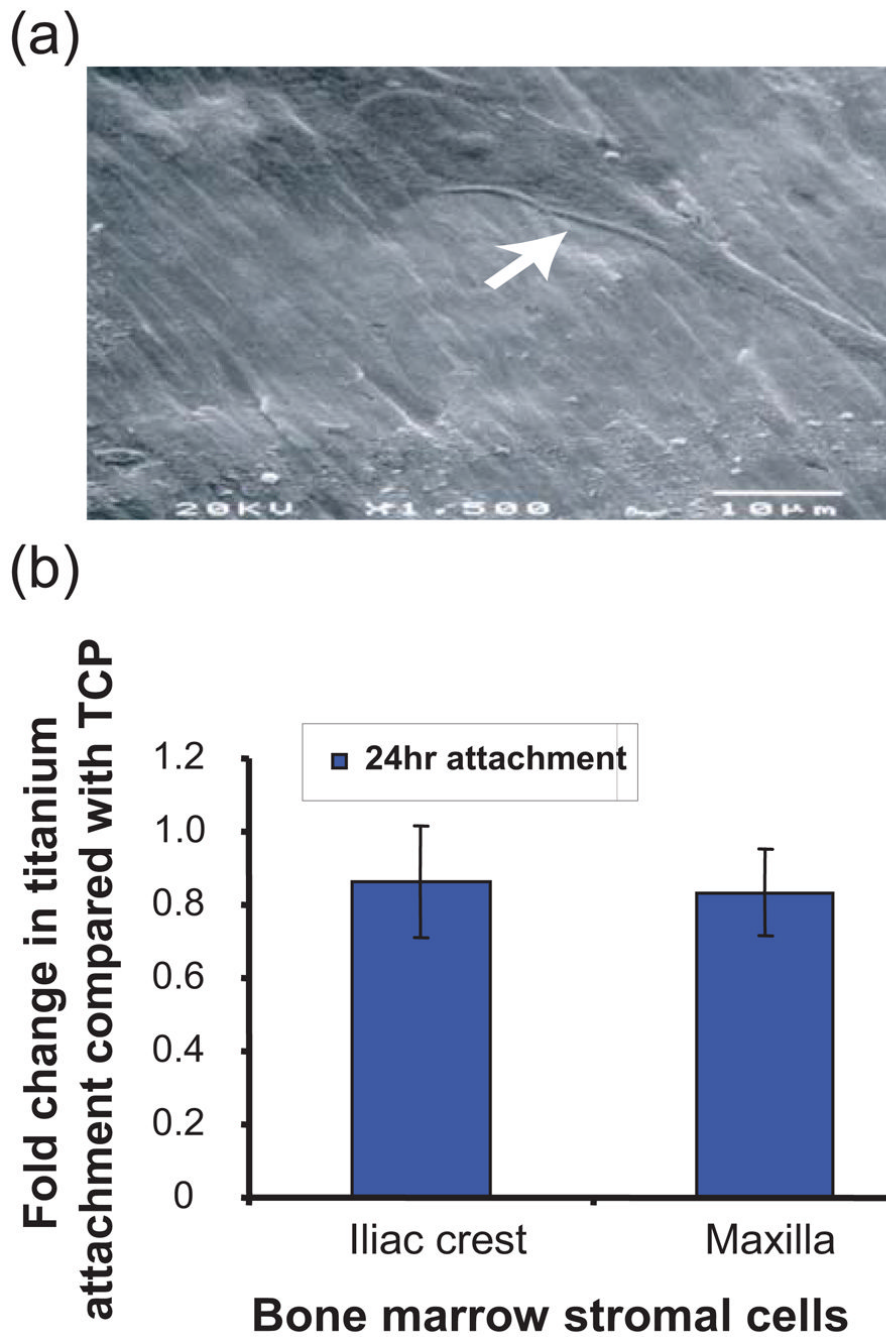 (a)
20KV X1,500 10μm
(b)
Fold change in titanium
attachment compared with TCP
24hr attachment
1.2
1.0
0.8
0.6
0.4
0.2
0
Iliac crest Maxilla
Bone marrow stromal cells